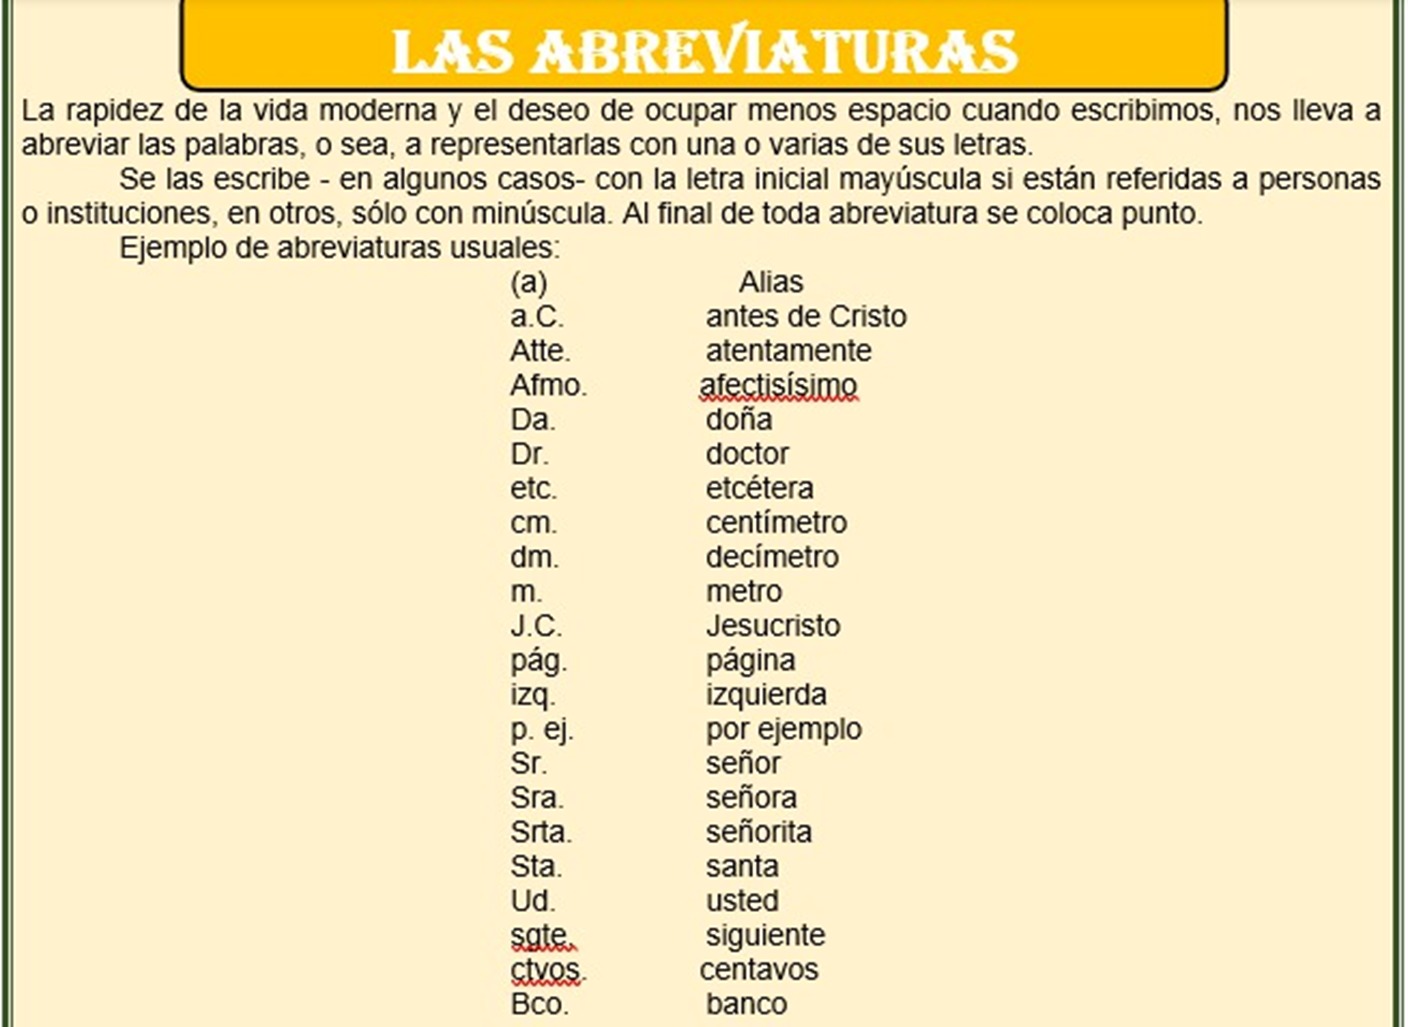 LAS ABREVIATURAS
La rapidez de la vida moderna y el deseo de ocupar menos espacio cuando escribimos, nos lleva a
abreviar las palabras, o sea, a representarlas con una o varias de sus letras.
Se las escribe - en algunos casos- con la letra inicial mayúscula si están referidas a personas
o instituciones, en otros, sólo con minúscula. Al final de toda abreviatura se coloca punto.
Ejemplo de abreviaturas usuales:
(a) Alias
a.C. antes de Cristo
Atte. atentamente
Afmo. afectisísimo
Da. doña
Dr. doctor
etc. etcétera
cm. centímetro
dm. decímetro
m. metro
J.C. Jesucristo
pág. página
izq. izquierda
p. ej. por ejemplo
Sr. señor
Sra. señora
Srta. señorita
Sta. santa
Ud. usted
sgte. siguiente
ctvos. centavos
Bco. banco